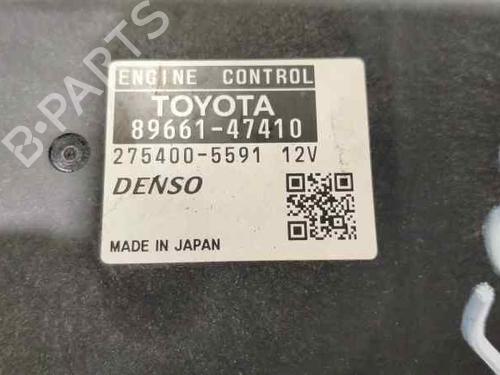 B-PARTS
ENGINE CONTROL
TOYOTA
89661-47410
275400-5591 12V
DENSO
MADE IN JAPAN